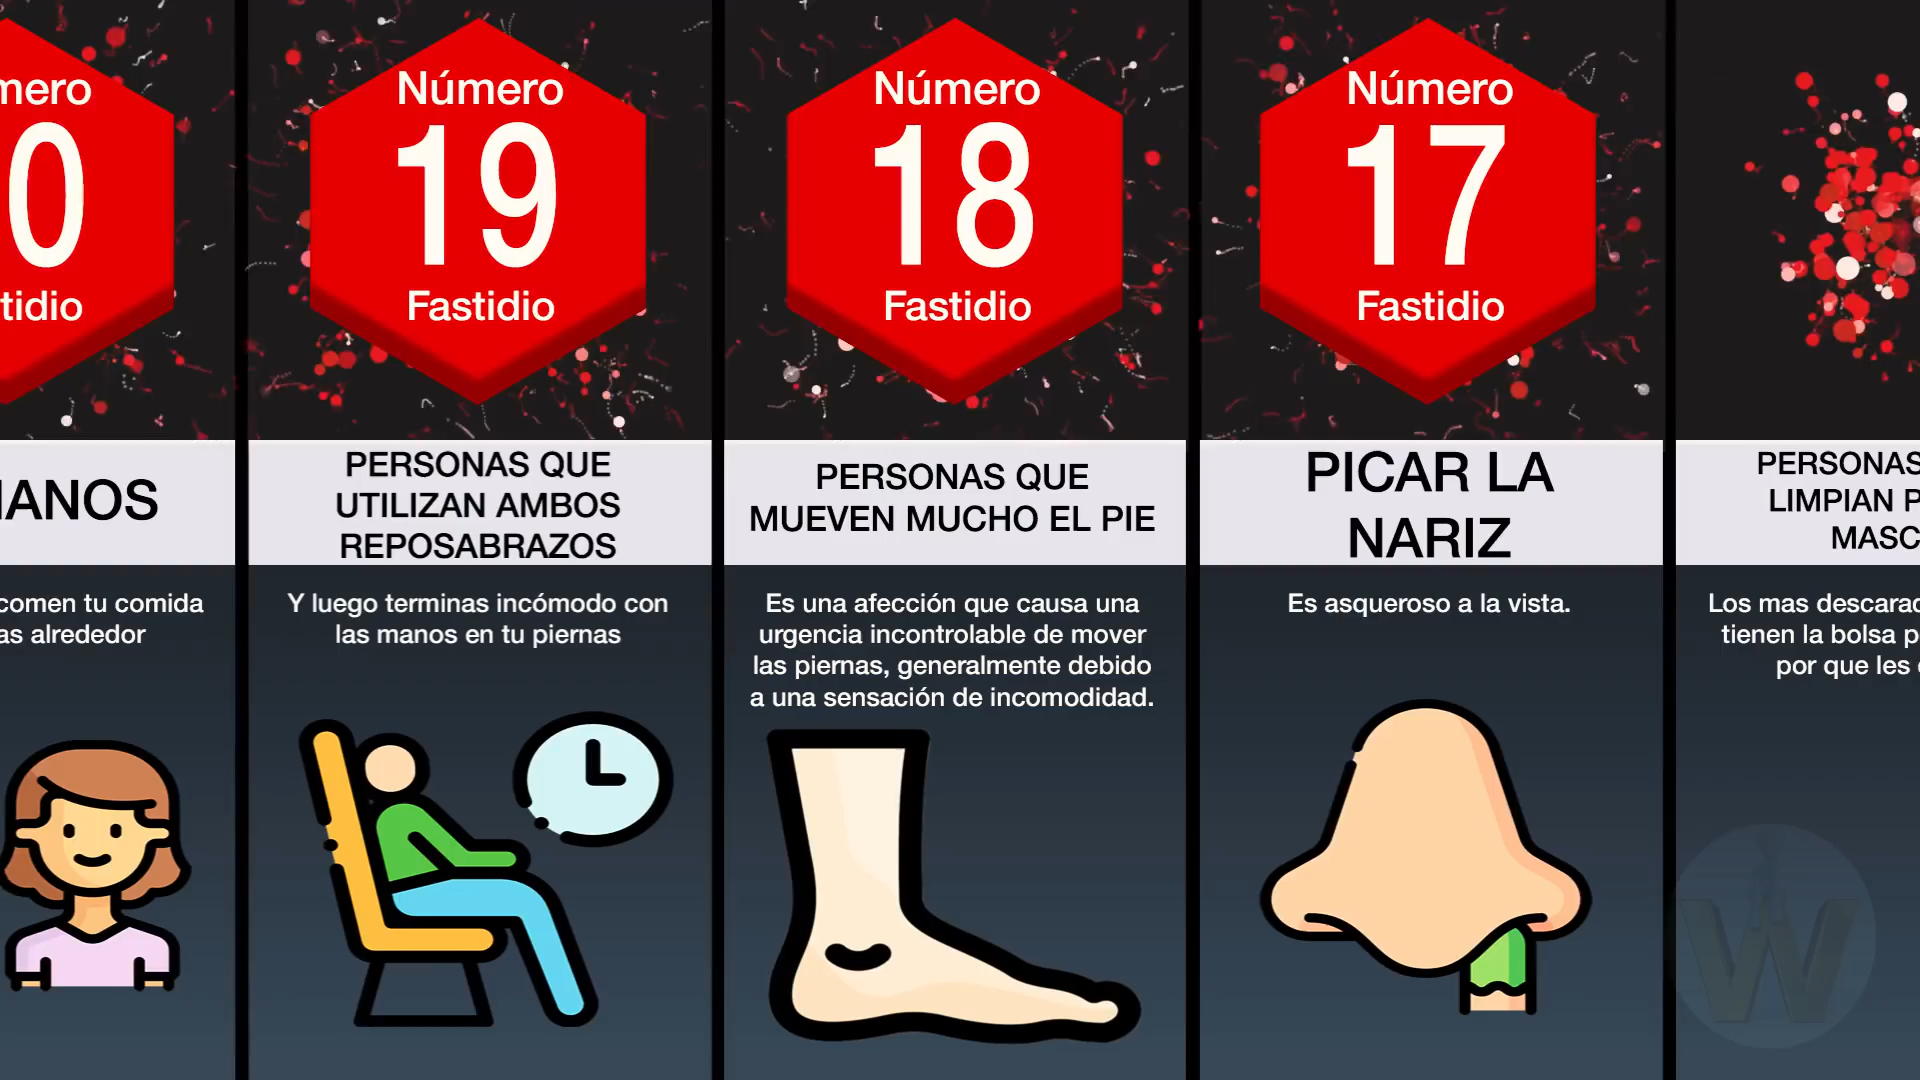 mero
0
tidio
IANOS
comen tu comida
as alrededor
Número
19
Fastidio
PERSONAS QUE
UTILIZAN AMBOS
REPOSABRAZOS
Y luego terminas incómodo con
las manos en tu piernas
Número
18
Fastidio
PERSONAS QUE
MUEVEN MUCHO EL PIE
Es una afección que causa una
urgencia incontrolable de mover
las piernas, generalmente debido
a una sensación de incomodidad.
Número
17
Fastidio
PICAR LA
NARIZ
Es asqueroso a la vista.
PERSONAS
LIMPIAN P
MASC
Los mas descarad
tienen la bolsa p
por que les
W